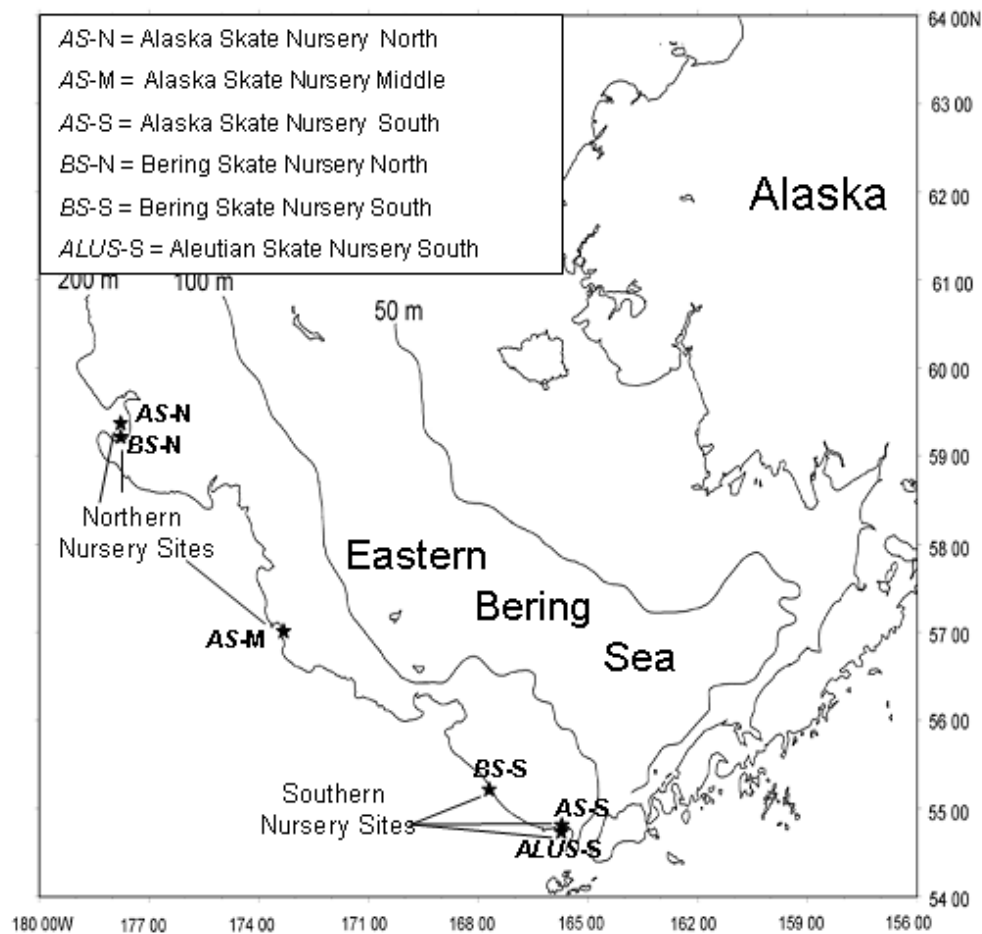 AS-N = Alaska Skate Nursery North
AS-M = Alaska Skate Nursery Middle
AS-S = Alaska Skate Nursery South
BS-N = Bering Skate Nursery North
BS-S = Bering Skate Nursery South
ALUS-S = Aleutian Skate Nursery South
64 00N
63 00
62 00
61 00
60 00
59 00
58 00
57 00
56 00
55 00
54 00
Alaska
200 m
100 m
50 m
AS-N
BS-N
Northern
Nursery Sites
Eastern
Bering
Sea
AS-M
BS-S
Southern
Nursery Sites
AS-S
ALUS-S
180 00W
177 00
174 00
171 00
168 00
165 00
162 00
159 00
156 00